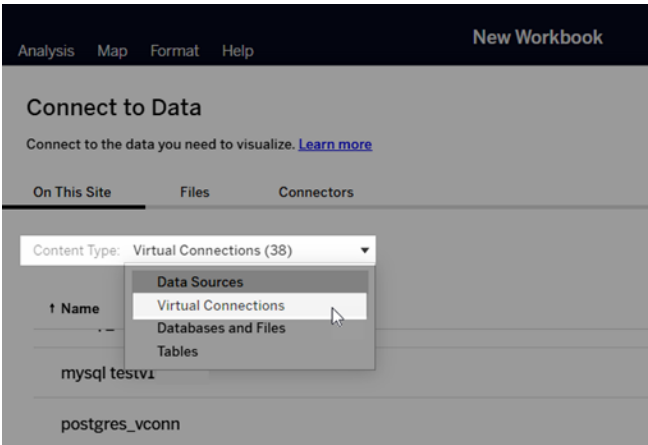 New Workbook
Analysis Map Format Help
Connect to Data
Connect to the data you need to visualize. Learn more
On This Site Files Connectors
Content Type: Virtual Connections (38)
Data Sources
Virtual Connections
↑ Name
Databases and Files
Tables
mysql testv1
postgres_vconn